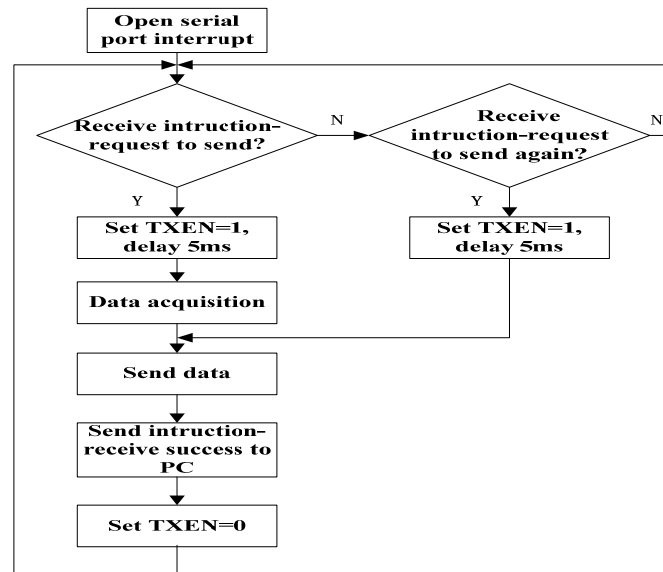 Open serial
port interrupt
Receive intruction-
request to send?
N
Receive
intruction-request
to send again?
N
Y
Y
Set TXEN=1,
delay 5ms
Set TXEN=1,
delay 5ms
Data acquisition
Send data
Send intruction-
receive success to
PC
Set TXEN=0